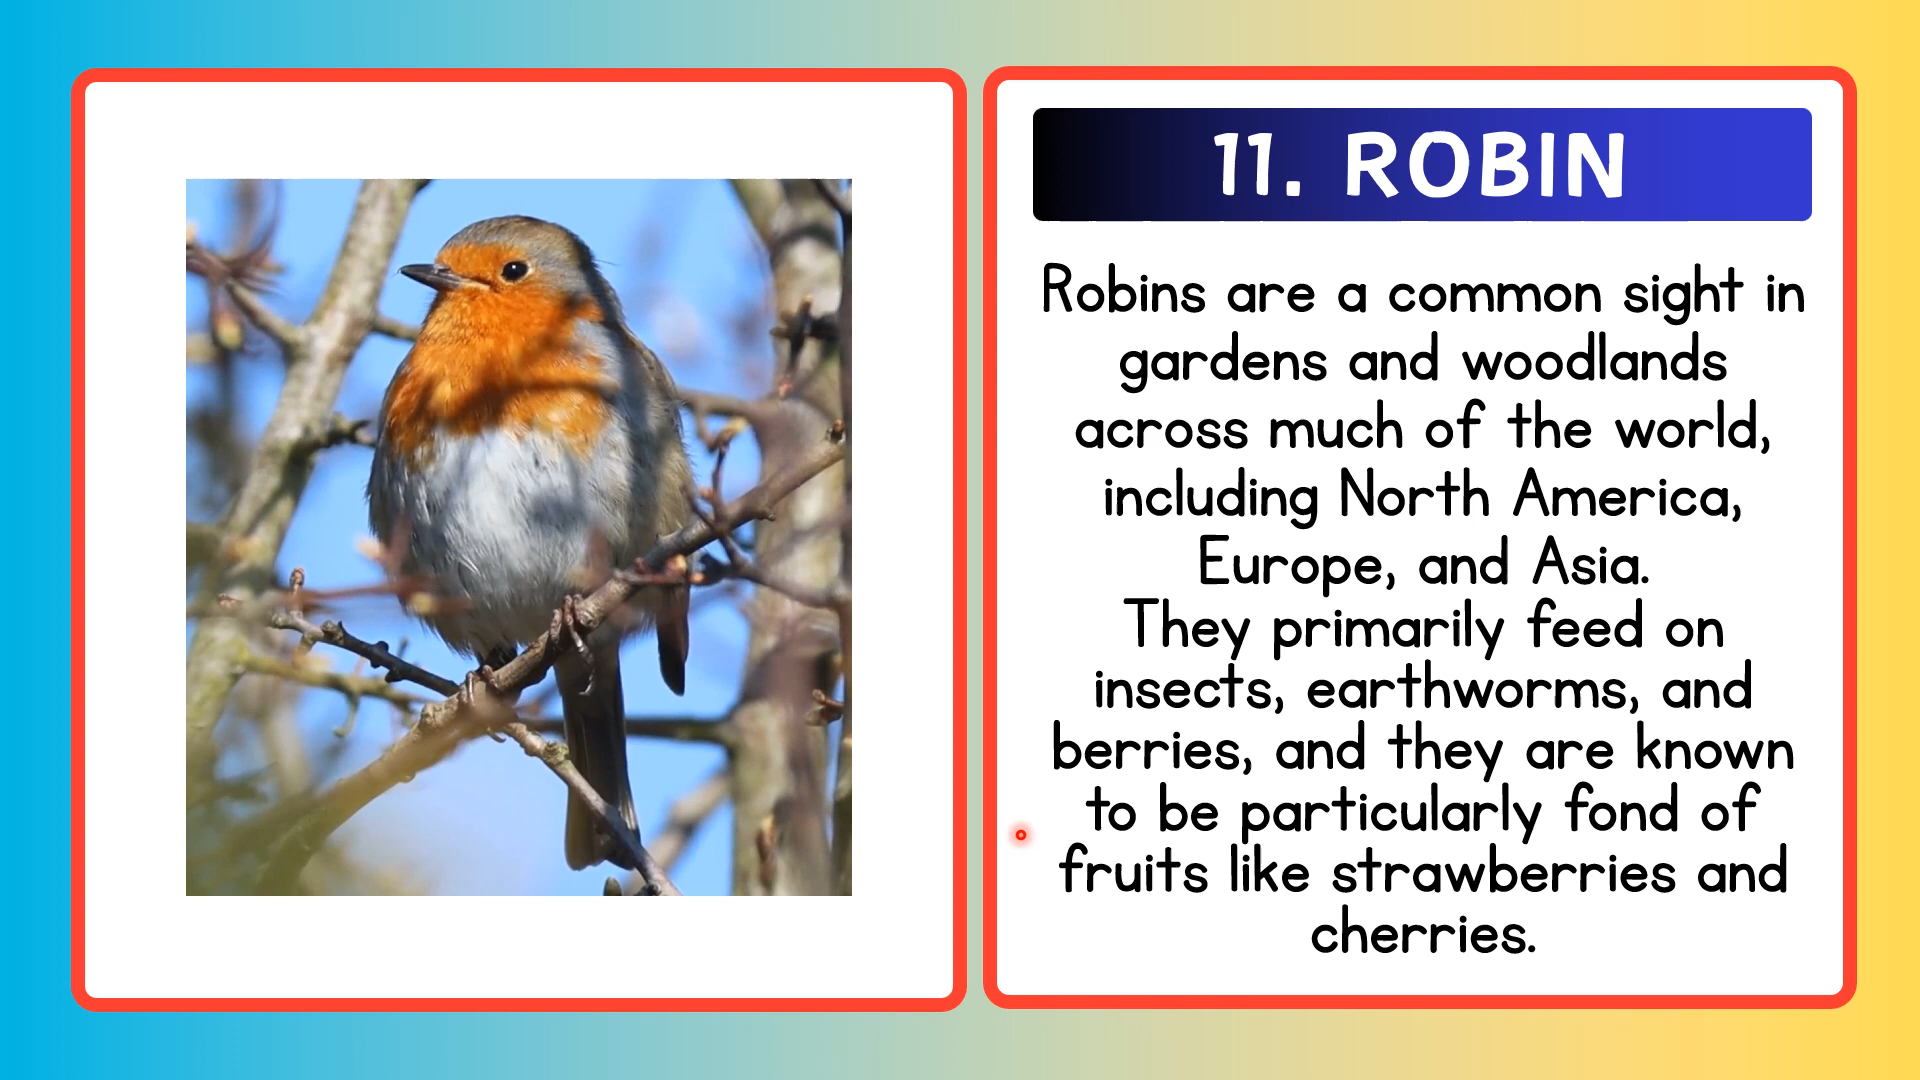 11. ROBIN
Robins are a common sight in
gardens and woodlands
across much of the world,
including North America,
Europe, and Asia.
They primarily feed on
insects, earthworms, and
berries, and they are known
to be particularly fond of
fruits like strawberries and
cherries.